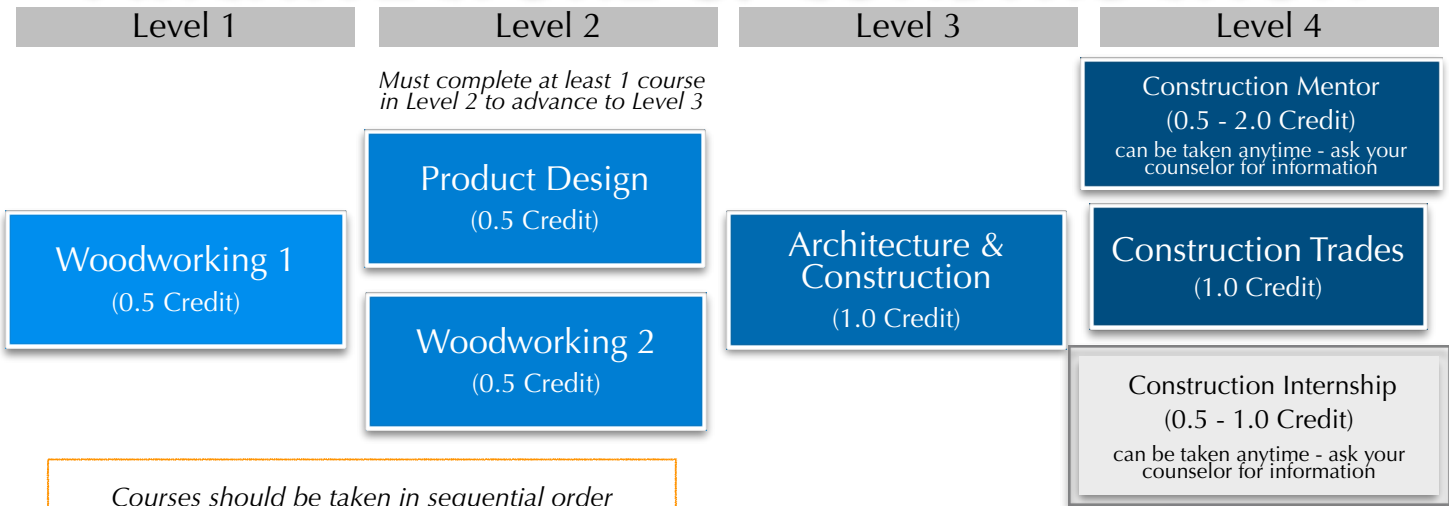 Level 1
Level 2
Level 3
Level 4
Must complete at least 1 course
in Level 2 to advance to Level 3
Woodworking 1
(0.5 Credit)
Product Design
(0.5 Credit)
Woodworking 2
(0.5 Credit)
Architecture &
Construction
(1.0 Credit)
Construction Mentor
(0.5 - 2.0 Credit)
can be taken anytime - ask your
counselor for information
Construction Trades
(1.0 Credit)
Construction Internship
(0.5 - 1.0 Credit)
can be taken anytime - ask your
counselor for information
Courses should be taken in sequential order